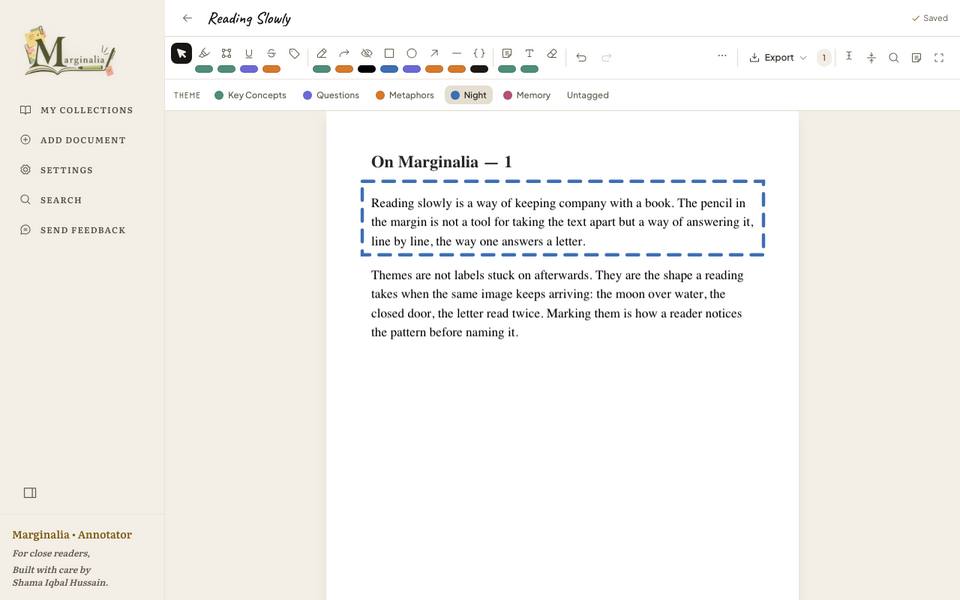 Reading Slowly
Saved
Marginalia
T
Export
1
THEME
Key Concepts
Questions
Metaphors
Night
Memory
Untagged
MY COLLECTIONS
ADD DOCUMENT
SETTINGS
SEARCH
SEND FEEDBACK
On Marginalia — 1
Reading slowly is a way of keeping company with a book. The pencil in
the margin is not a tool for taking the text apart but a way of answering it,
line by line, the way one answers a letter.
Themes are not labels stuck on afterwards. They are the shape a reading
takes when the same image keeps arriving: the moon over water, the
closed door, the letter read twice. Marking them is how a reader notices
the pattern before naming it.
Marginalia • Annotator
For close readers,
Built with care by
Shama Iqbal Hussain.